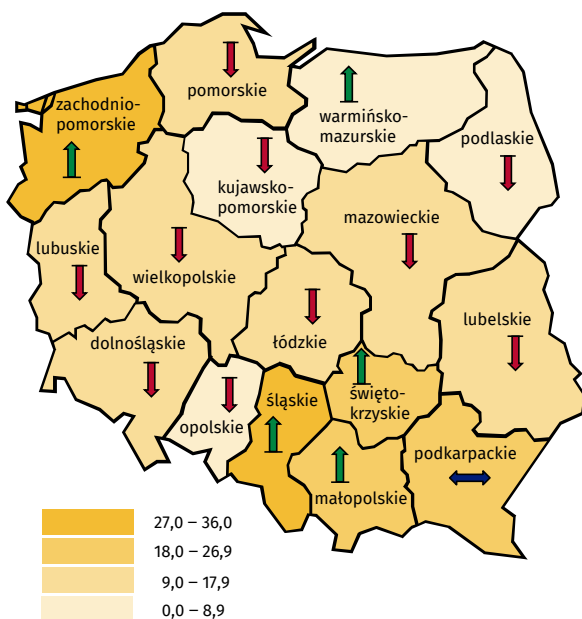 pomorskie
zachodnio-
pomorskie
warmińsko-
mazurskie
podlaskie
kujawsko-
pomorskie
mazowieckie
lubuskie
wielkopolskie
lubelskie
dolnośląskie
łódzkie
święto-
krzyskie
śląskie
opolskie
podkarpackie
małopolskie
27,0 – 36,0
18,0 – 26,9
9,0 – 17,9
0,0 – 8,9